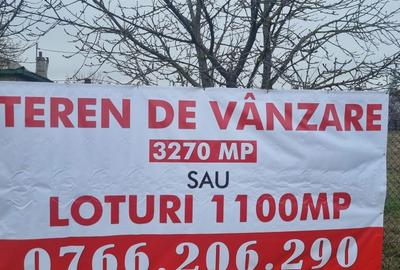 TEREN DE VÂNZARE
3270 MP
SAU
LOTURI 1100MP
0766.206.290